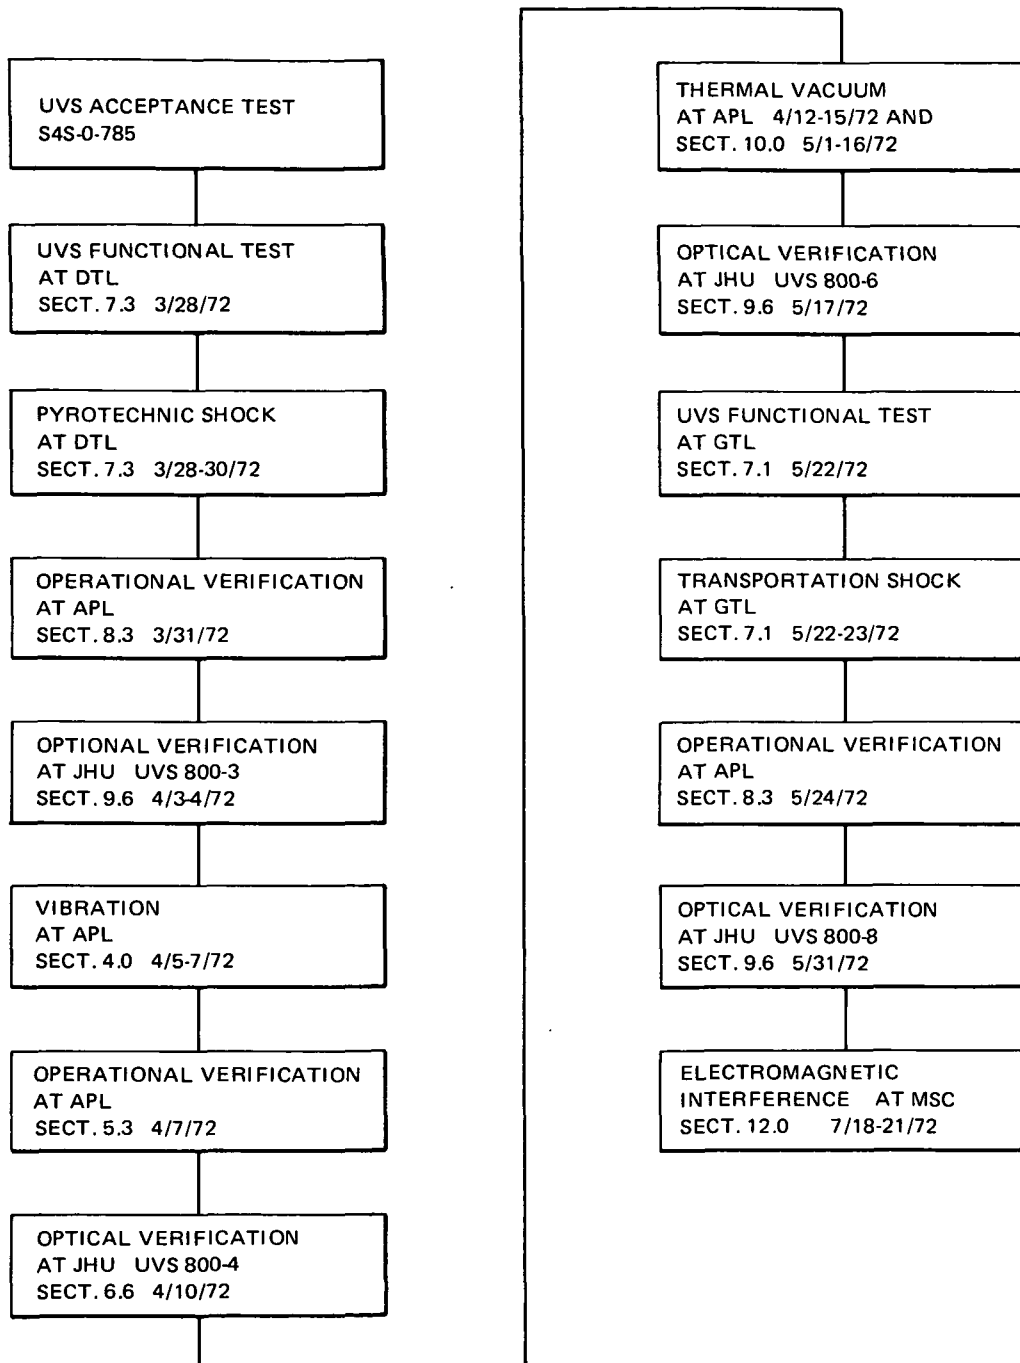 UVS ACCEPTANCE TEST
S4S-0-785
UVS FUNCTIONAL TEST
AT DTL
SECT. 7.3 3/28/72
PYROTECHNIC SHOCK
AT DTL
SECT. 7.3 3/28-30/72
OPERATIONAL VERIFICATION
AT APL
SECT. 8.3 3/31/72
OPTIONAL VERIFICATION
AT JHU UVS 800-3
SECT. 9.6 4/3-4/72
VIBRATION
AT APL
SECT. 4.0 4/5-7/72
OPERATIONAL VERIFICATION
AT APL
SECT. 5.3 4/7/72
OPTICAL VERIFICATION
AT JHU UVS 800-4
SECT. 6.6 4/10/72
THERMAL VACUUM
AT APL 4/12-15/72 AND
SECT. 10.0 5/1-16/72
OPTICAL VERIFICATION
AT JHU UVS 800-6
SECT. 9.6 5/17/72
UVS FUNCTIONAL TEST
AT GTL
SECT. 7.1 5/22/72
TRANSPORTATION SHOCK
AT GTL
SECT. 7.1 5/22-23/72
OPERATIONAL VERIFICATION
AT APL
SECT. 8.3 5/24/72
OPTICAL VERIFICATION
AT JHU UVS 800-8
SECT. 9.6 5/31/72
ELECTROMAGNETIC
INTERFERENCE AT MSC
SECT. 12.0 7/18-21/72